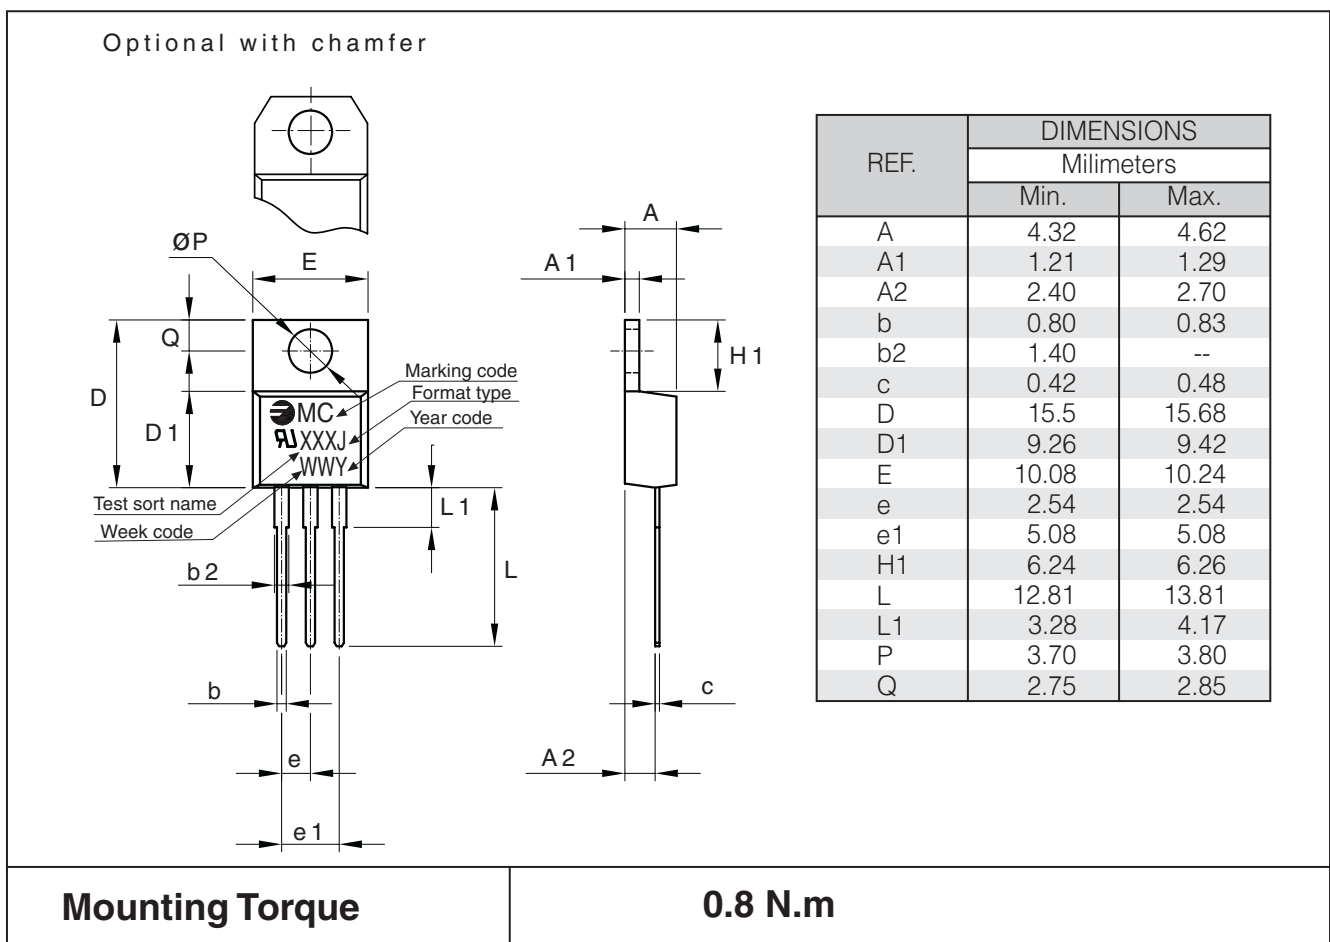 Optional with chamfer
ØP
E
Q
D
D1
Marking code
Format type
Year code
MC
XXXJ
WWY
Test sort name
Week code
L1
L
b2
b
e
e1
A
A1
H1
c
A2
REF.
DIMENSIONS
Milimeters
Min. Max.
A 4.32 4.62
A1 1.21 1.29
A2 2.40 2.70
b 0.80 0.83
b2 1.40 --
c 0.42 0.48
D 15.5 15.68
D1 9.26 9.42
E 10.08 10.24
e 2.54 2.54
e1 5.08 5.08
H1 6.24 6.26
L 12.81 13.81
L1 3.28 4.17
P 3.70 3.80
Q 2.75 2.85
Mounting Torque 0.8 N.m